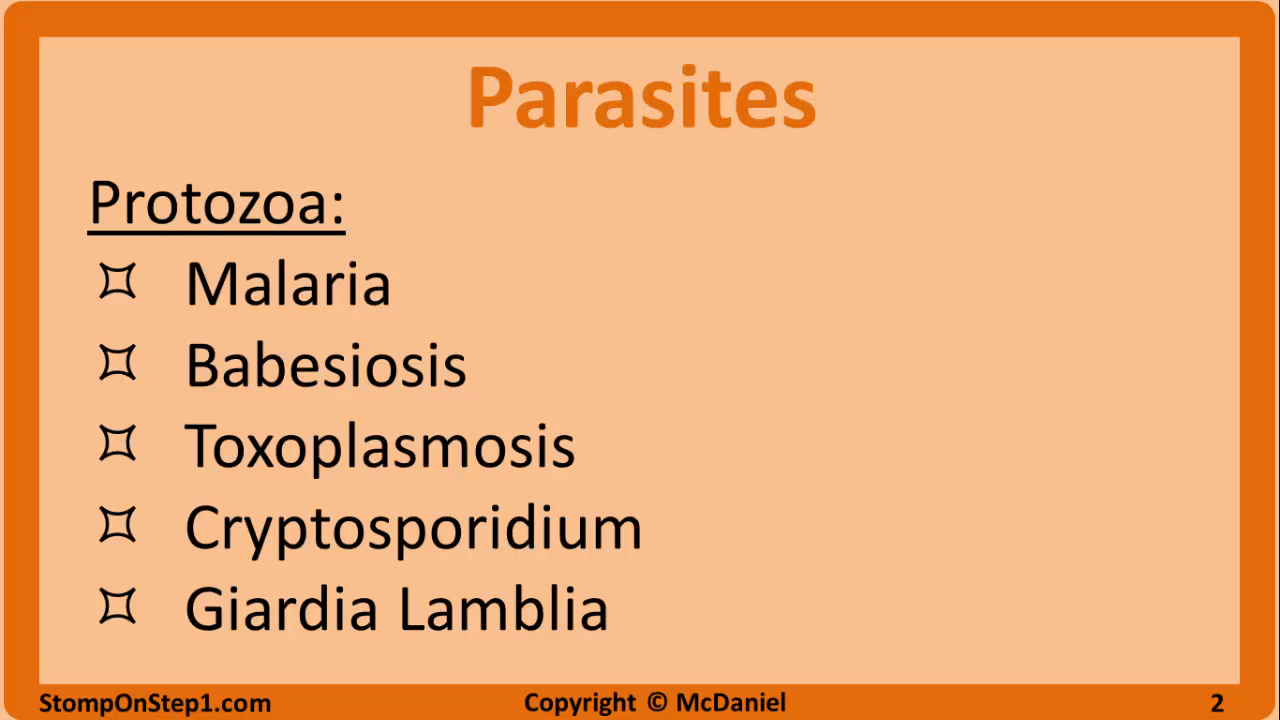 Parasites
Protozoa:
Malaria
Babesiosis
Toxoplasmosis
Cryptosporidium
Giardia Lamblia
StompOnStep1.com
Copyright © McDaniel
2